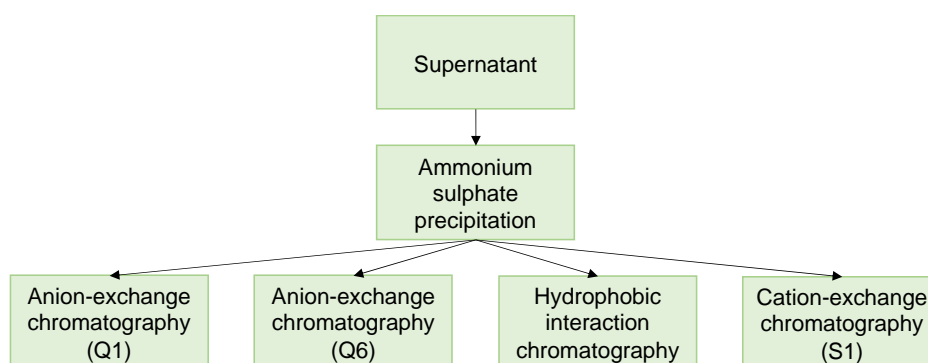 Supernatant
Ammonium
sulphate
precipitation
Anion-exchange
chromatography
(Q1)
Anion-exchange
chromatography
(Q6)
Hydrophobic
interaction
chromatography
Cation-exchange
chromatography
(S1)